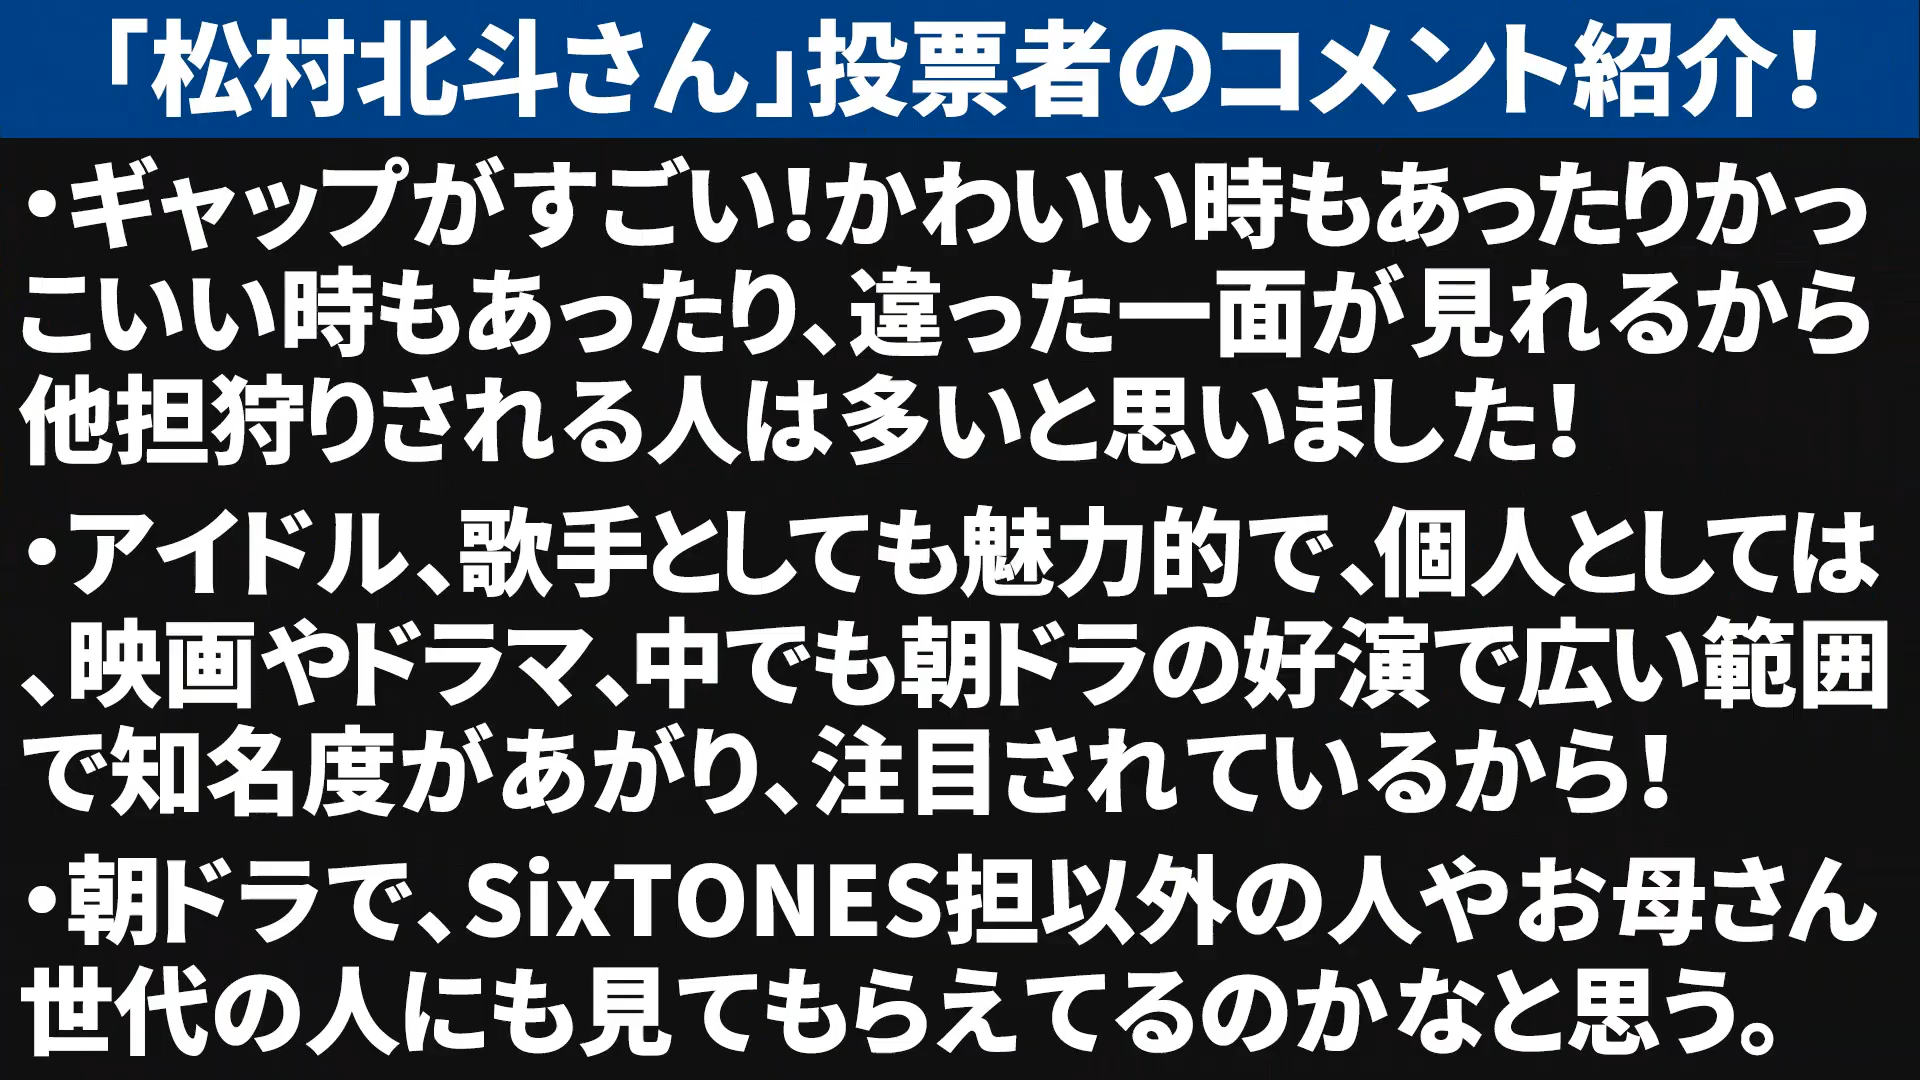 「松村北斗さん」投票者のコメント紹介！
・ギャップがすごい！かわいい時もあったりかっ
こいい時もあったり、違った一面が見れるから
他担狩りされる人は多いと思いました！
・アイドル、歌手としても魅力的で、個人としては
、映画やドラマ、中でも朝ドラの好演で広い範囲
で知名度があがり、注目されているから！
・朝ドラで、SixTONES担以外の人やお母さん
世代の人にも見てもらえてるのかなと思う。